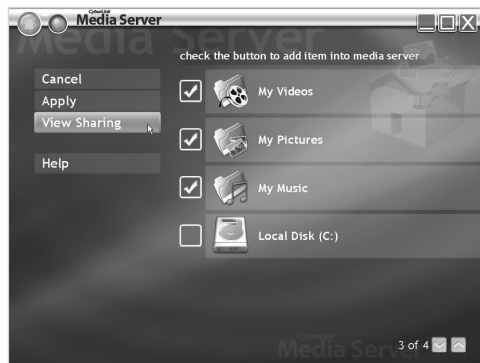 CyberLink
Media Server
Media Server
check the button to add item into media server
Cancel
Apply
View Sharing
Help
My Videos
My Pictures
My Music
Local Disk (C:)
3 of 4
CyberLink
Media Server